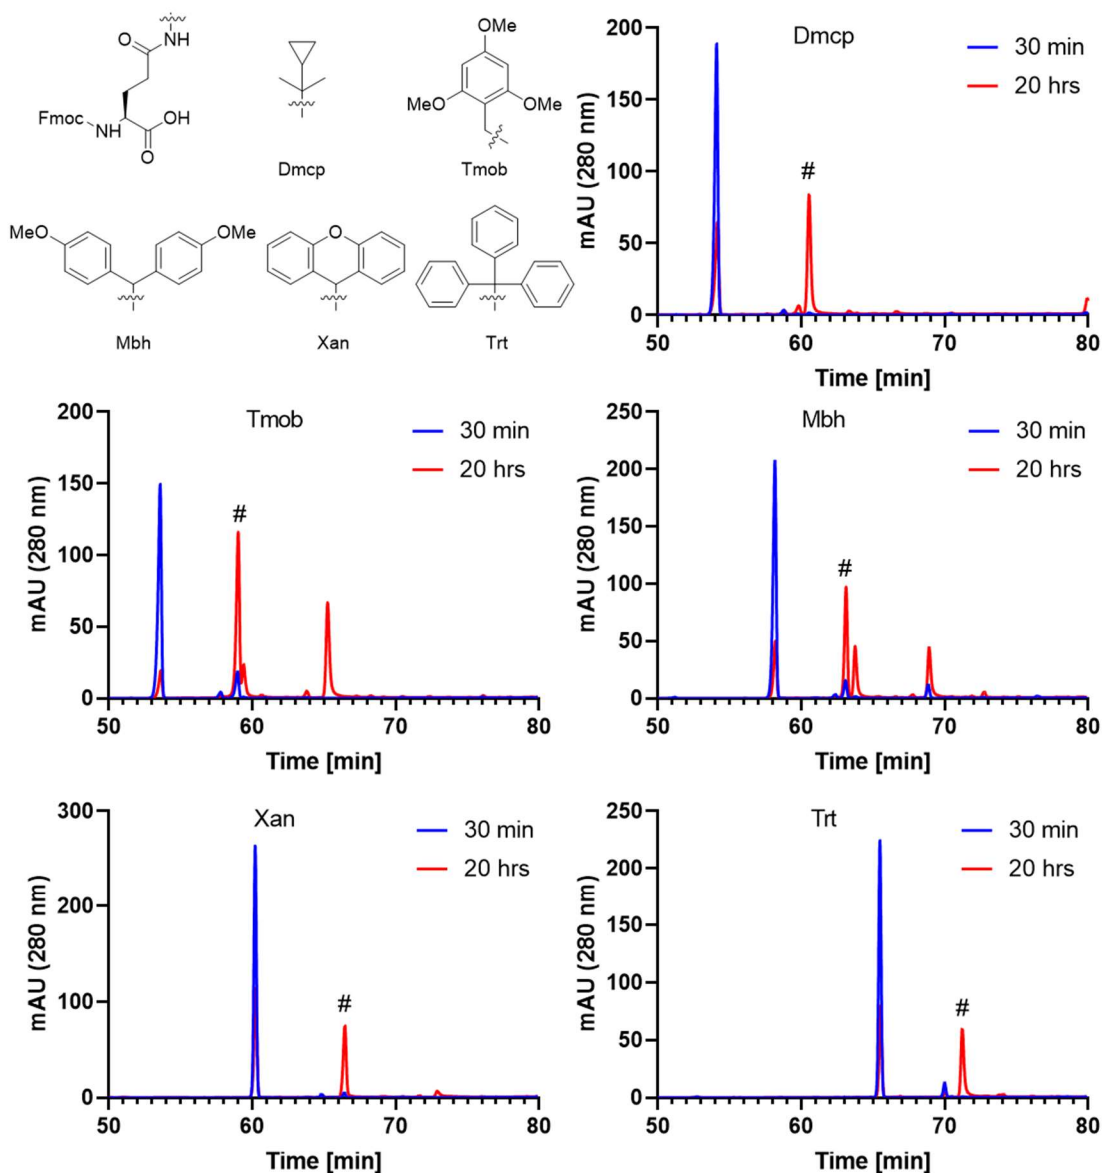 O
NH
Fmoc
NH
OH
O
Dmcp
OMe
MeO
OMe
Tmob
MeO
OMe
Mbh
O
Xan
Trt
Dmcp
30 min
20 hrs
#
mAU (280 nm)
200
150
100
50
0
50 60 70 80
Time [min]
Tmob
30 min
20 hrs
#
mAU (280 nm)
200
150
100
50
0
50 60 70 80
Time [min]
Mbh
30 min
20 hrs
#
mAU (280 nm)
250
200
150
100
50
0
50 60 70 80
Time [min]
Xan
30 min
20 hrs
#
mAU (280 nm)
300
200
100
0
50 60 70 80
Time [min]
Trt
30 min
20 hrs
#
mAU (280 nm)
250
200
150
100
50
0
50 60 70 80
Time [min]